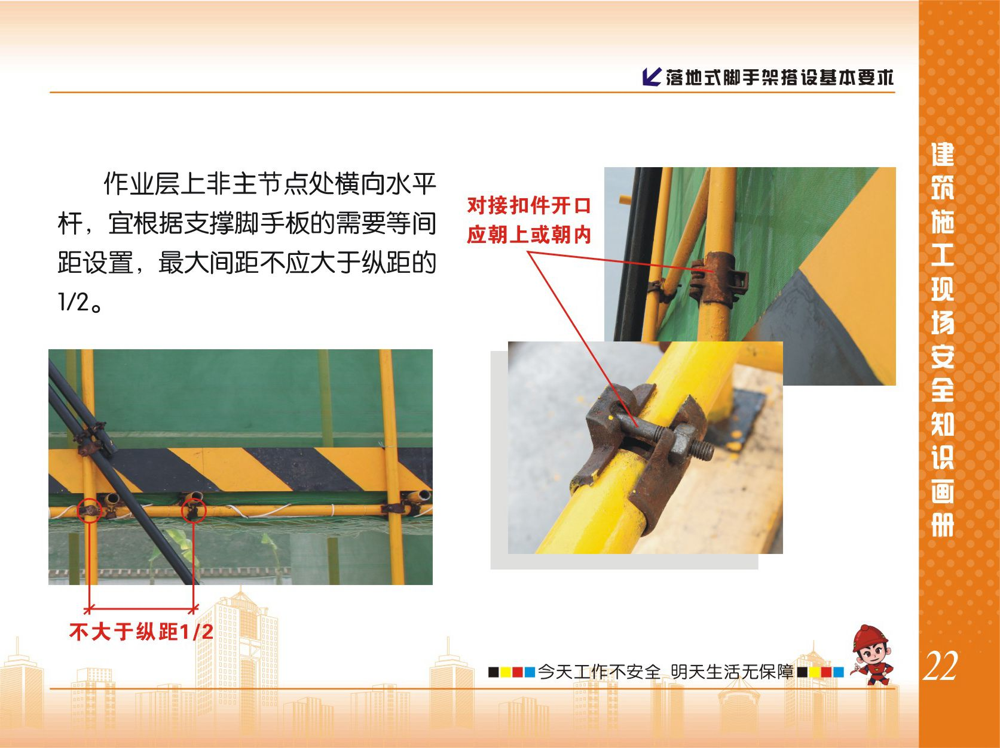 落地式脚手架搭设基本要求
作业层上非主节点处横向水平
杆，宜根据支撑脚手板的需要等间
距设置，最大间距不应大于纵距的
1/2。
对接扣件开口
应朝上或朝内
不大于纵距1/2
今天工作不安全 明天生活无保障
建筑施工现场安全知识画册
22